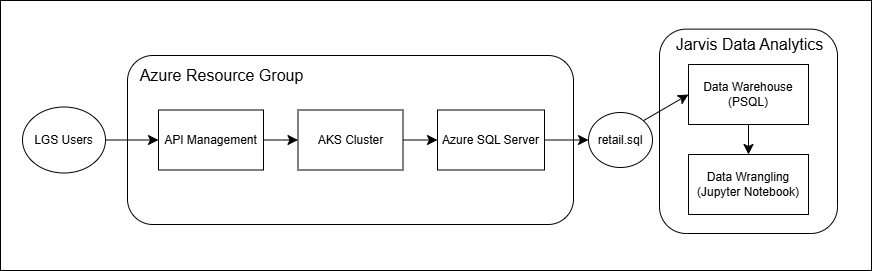 Azure Resource Group
LGS Users
API Management
AKS Cluster
Azure SQL Server
retail.sql
Jarvis Data Analytics
Data Warehouse
(PSQL)
Data Wrangling
(Jupyter Notebook)